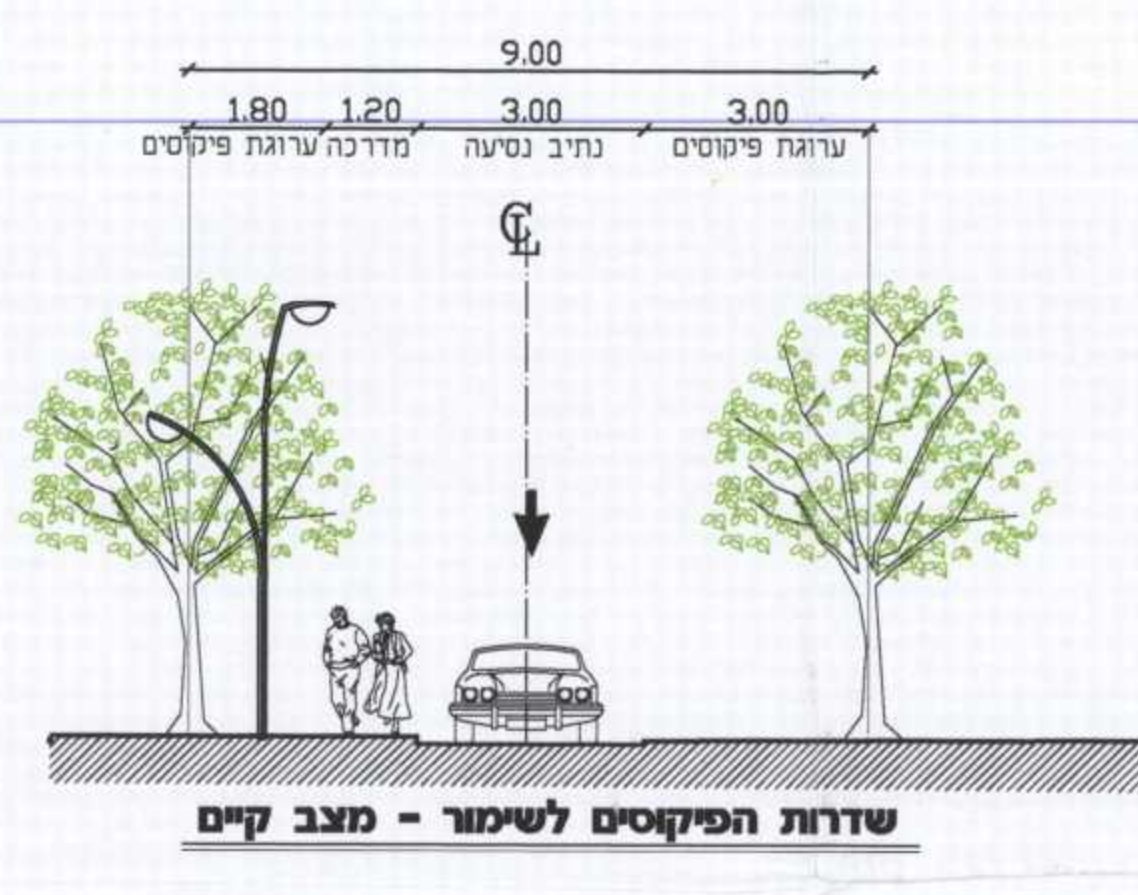 9.00
1.80 1.20 3.00 3.00
ערוגת פיקוסים מדרכה נתיב נסיעה ערוגת פיקוסים
CL
שדרות הפיקוסים לשימור - מצב קיים